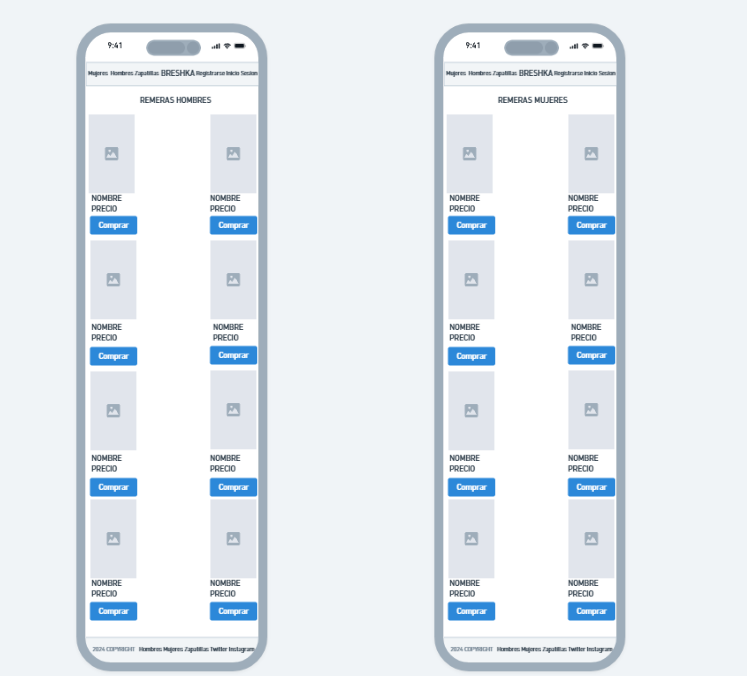 9:41
Mujeres Hombres Zapatillas BRESHKA Registrarse Inicio Sesion
REMERAS HOMBRES
NOMBRE NOMBRE
PRECIO PRECIO
Comprar Comprar
NOMBRE NOMBRE
PRECIO PRECIO
Comprar Comprar
NOMBRE NOMBRE
PRECIO PRECIO
Comprar Comprar
NOMBRE NOMBRE
PRECIO PRECIO
Comprar Comprar
2024 COPYRIGHT Hombres Mujeres Zapatillas Twitter Instagram
9:41
Mujeres Hombres Zapatillas BRESHKA Registrarse Inicio Sesion
REMERAS MUJERES
NOMBRE NOMBRE
PRECIO PRECIO
Comprar Comprar
NOMBRE NOMBRE
PRECIO PRECIO
Comprar Comprar
NOMBRE NOMBRE
PRECIO PRECIO
Comprar Comprar
NOMBRE NOMBRE
PRECIO PRECIO
Comprar Comprar
2024 COPYRIGHT Hombres Mujeres Zapatillas Twitter Instagram